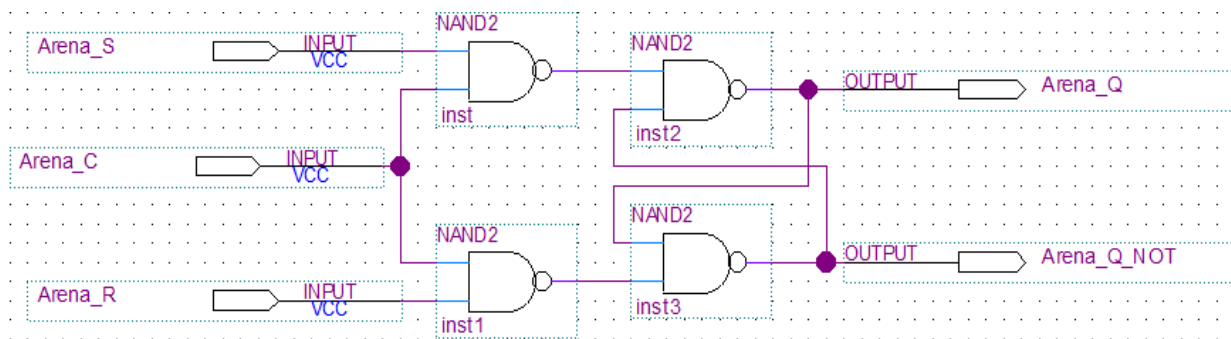 NAND2
Arena_S
INPUT
VCC
inst
NAND2
inst2
OUTPUT
Arena_Q
Arena_C
INPUT
VCC
NAND2
inst1
NAND2
inst3
OUTPUT
Arena_Q_NOT
Arena_R
INPUT
VCC